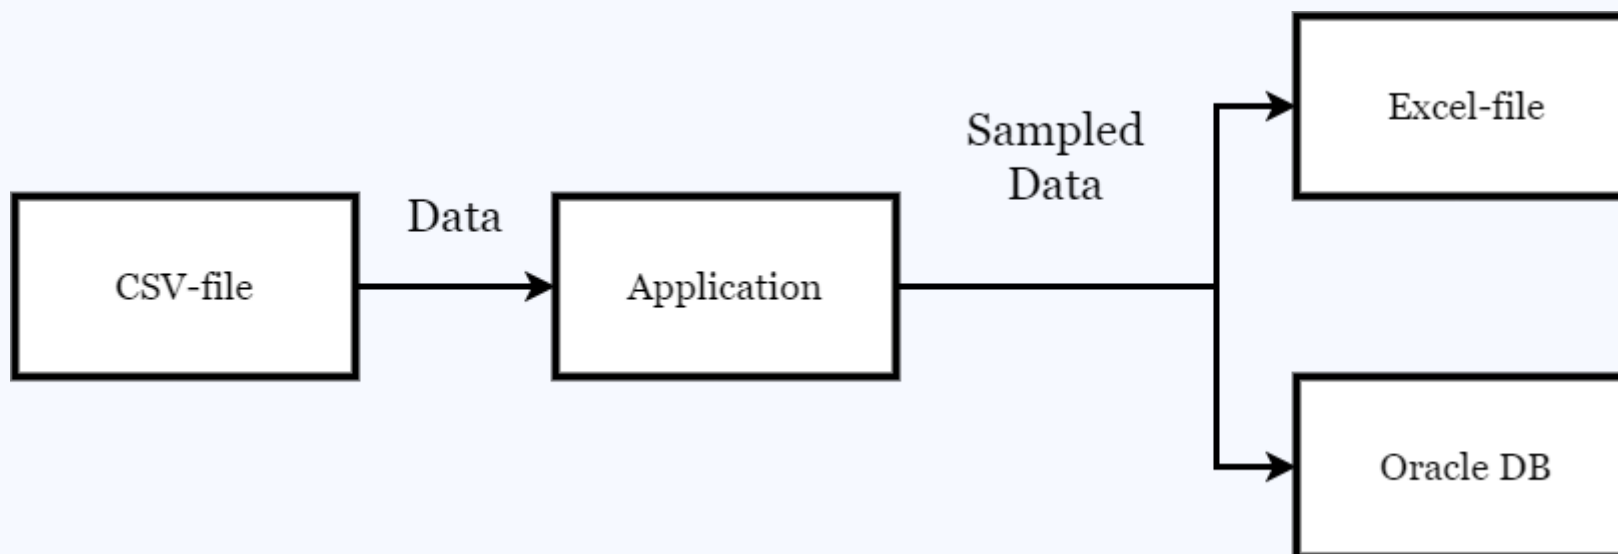 CSV-file
Data
Application
Sampled
Data
Excel-file
Oracle DB